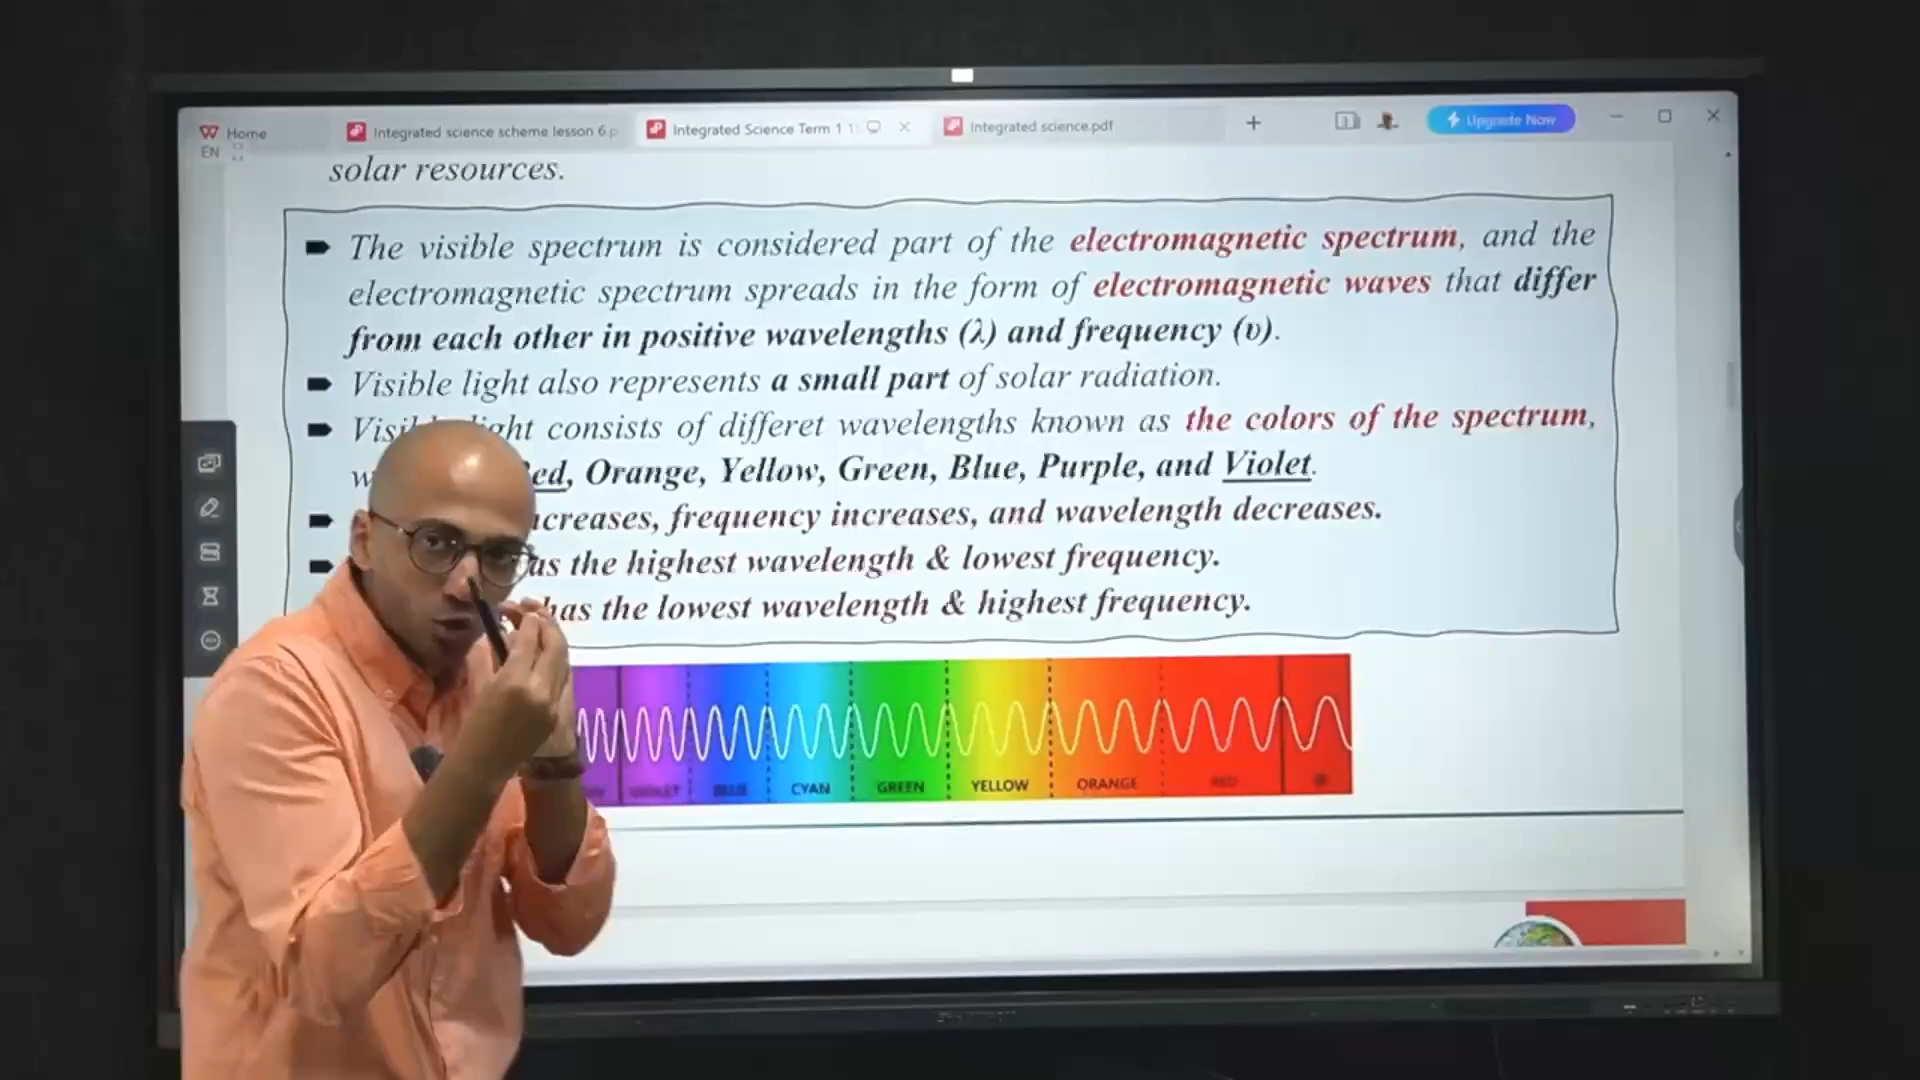 Home
Integrated science scheme lesson 6.p
Integrated Science Term 1 1
Integrated science.pdf
Upgrade Now
EN
solar resources.
The visible spectrum is considered part of the electromagnetic spectrum, and the
electromagnetic spectrum spreads in the form of electromagnetic waves that differ
from each other in positive wavelengths (λ) and frequency (υ).
Visible light also represents a small part of solar radiation.
light consists of differet wavelengths known as the colors of the spectrum,
Orange, Yellow, Green, Blue, Purple, and Violet.
frequency increases, and wavelength decreases.
the highest wavelength & lowest frequency.
has the lowest wavelength & highest frequency.
VIOLET BLUE CYAN GREEN YELLOW ORANGE RED